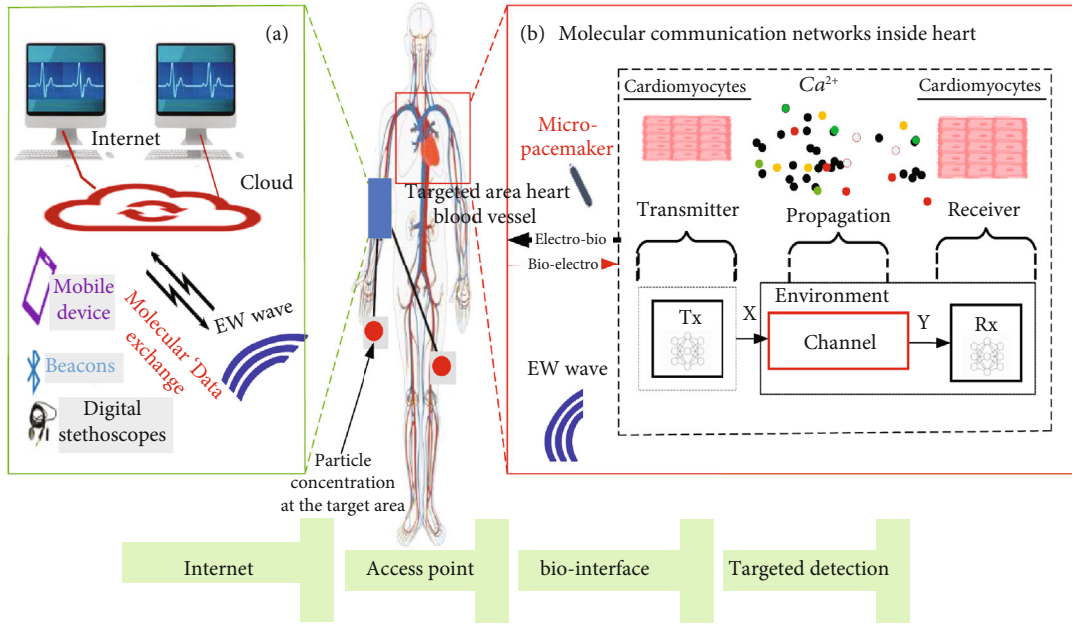 (a)
Internet
Cloud
Mobile
device
Molecular 'Data
exchange
EW wave
Beacons
Digital
stethoscopes
Targeted area heart
blood vessel
Particle
concentration
at the target area
(b) Molecular communication networks inside heart
Cardiomyocytes
Ca²⁺
Cardiomyocytes
Micro-
pacemaker
Transmitter
Propagation
Receiver
Electro-bio
Bio-electro
Environment
Tx
X
Channel
Y
Rx
EW wave
Internet
Access point
bio-interface
Targeted detection